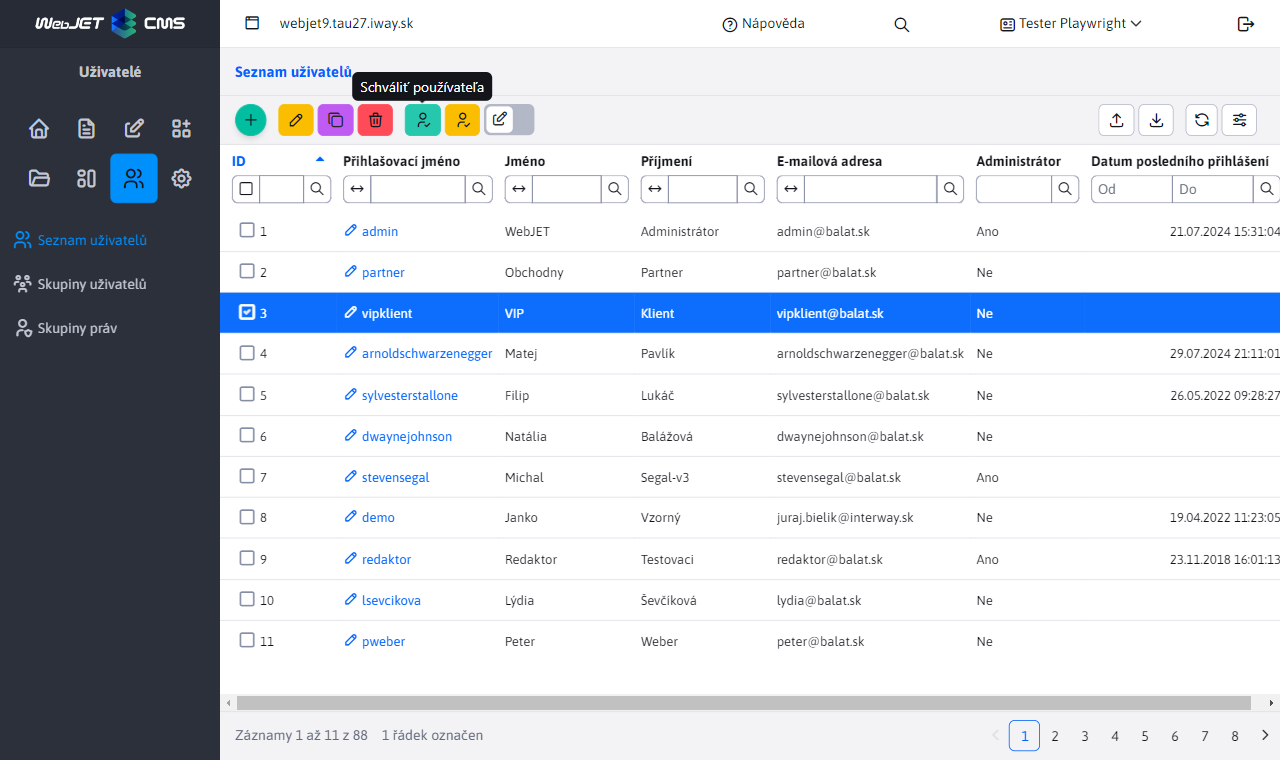 WebJET CMS
webjet9.tau27.iway.sk
Nápověda
Tester Playwright
Uživatelé
Seznam uživatelů
Schváliť používateľa
ID Přihlašovací jméno Jméno Příjmení E-mailová adresa Administrátor Datum posledního přihlášení
Od Do
1 admin WebJET Administrátor admin@balat.sk Ano 21.07.2024 15:31:04
Seznam uživatelů
2 partner Obchodny Partner partner@balat.sk Ne
Skupiny uživatelů
3 vipklient VIP Klient vipklient@balat.sk Ne
Skupiny práv
4 arnoldschwarzenegger Matej Pavlík arnoldschwarzenegger@balat.sk Ne 29.07.2024 21:11:01
5 sylvesterstallone Filip Lukáč sylvesterstallone@balat.sk Ne 26.05.2022 09:28:27
6 dwaynejohnson Natália Balážová dwaynejohnson@balat.sk Ne
7 stevensegal Michal Segal-v3 stevensegal@balat.sk Ano
8 demo Janko Vzorný juraj.bielik@interway.sk Ne 19.04.2022 11:23:05
9 redaktor Redaktor Testovaci redaktor@balat.sk Ano 23.11.2018 16:01:13
10 lsevcikova Lýdia Ševčíková lydia@balat.sk Ne
11 pweber Peter Weber peter@balat.sk Ne
Záznamy 1 až 11 z 88 1 řádek označen
1 2 3 4 5 6 7 8